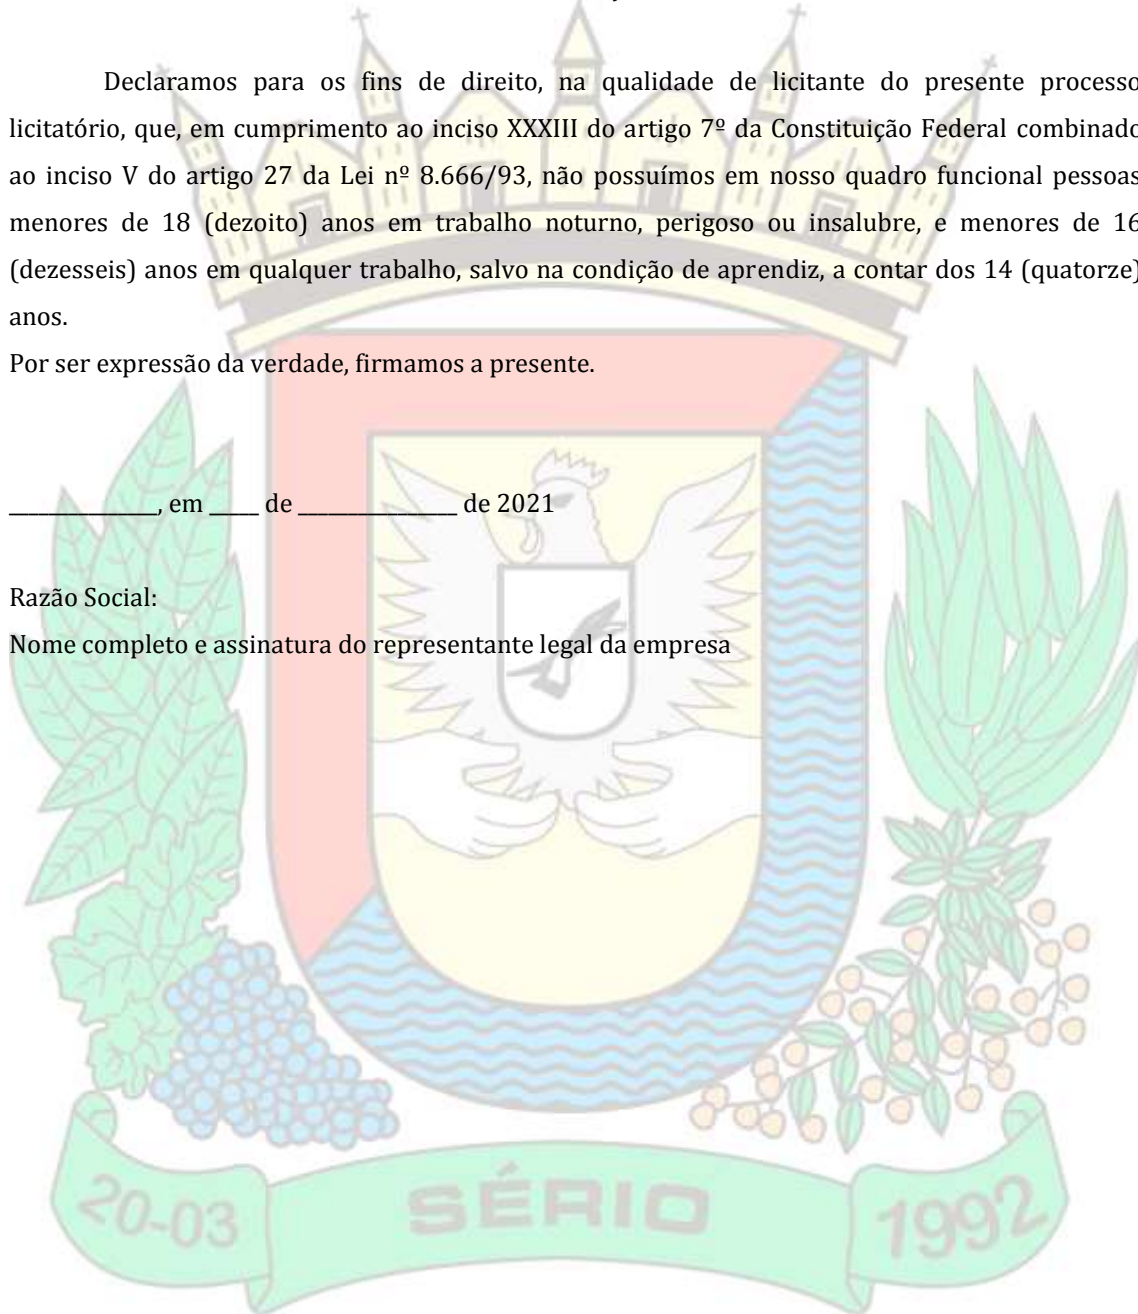 Declaramos para os fins de direito, na qualidade de licitante do presente processo
licitatório, que, em cumprimento ao inciso XXXIII do artigo 7º da Constituição Federal combinado
ao inciso V do artigo 27 da Lei nº 8.666/93, não possuímos em nosso quadro funcional pessoas
menores de 18 (dezoito) anos em trabalho noturno, perigoso ou insalubre, e menores de 16
(dezesseis) anos em qualquer trabalho, salvo na condição de aprendiz, a contar dos 14 (quatorze)
anos.
Por ser expressão da verdade, firmamos a presente.
_______________, em _____ de ________________ de 2021
Razão Social:
Nome completo e assinatura do representante legal da empresa
20-03 SÉRIO 1992